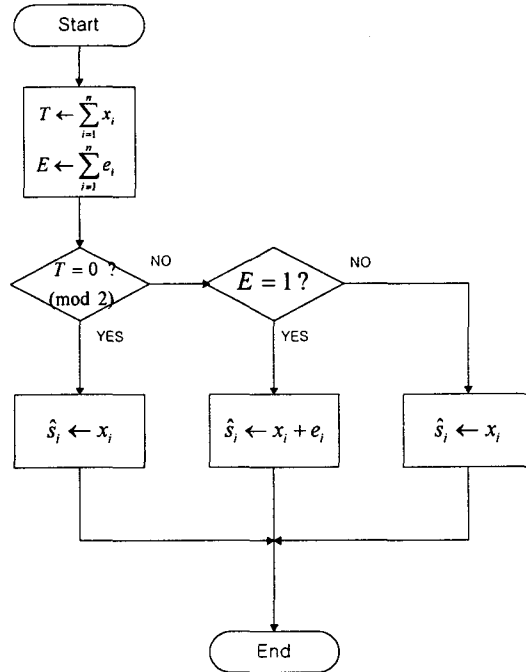 Start
T ← ∑_{i=1}^{n} x_i
E ← ∑_{i=1}^{n} e_i
T = 0 ?
(mod 2)
NO
YES
E = 1 ?
NO
YES
ŝ_i ← x_i
ŝ_i ← x_i + e_i
ŝ_i ← x_i
End